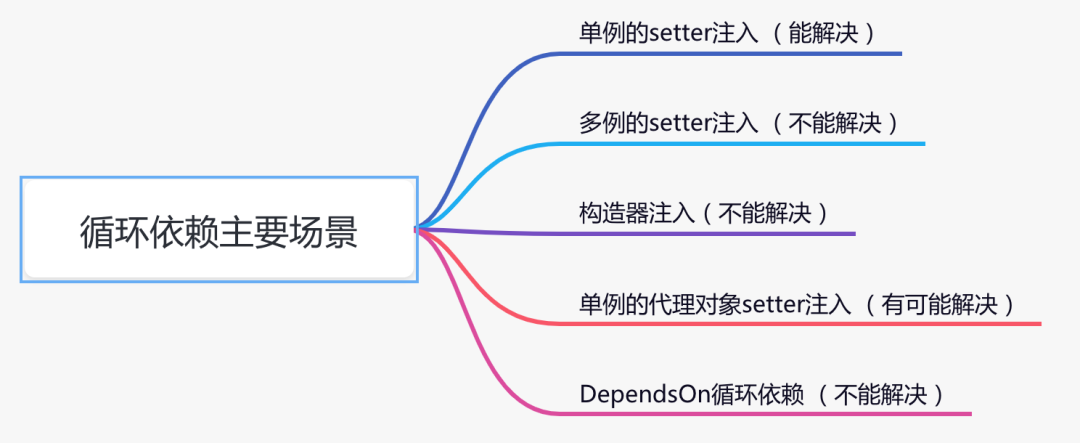 单例的setter注入（能解决）
多例的setter注入（不能解决）
构造器注入（不能解决）
循环依赖主要场景
单例的代理对象setter注入（有可能解决）
DependsOn循环依赖（不能解决）